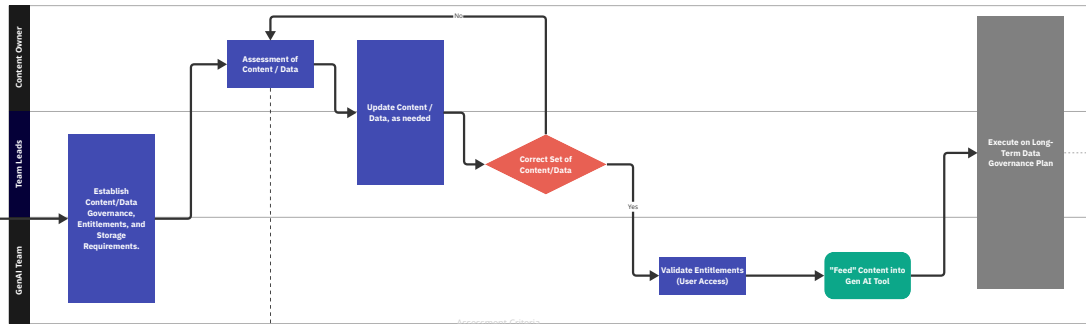 Content Owner
Team Leads
GenAI Team
Establish
Content/Data
Governance,
Entitlements, and
Storage
Requirements.
Assessment of
Content / Data
Update Content /
Data, as needed
No
Correct Set of
Content/Data
Yes
Validate Entitlements
(User Access)
"Feed" Content into
Gen AI Tool
Execute on Long-
Term Data
Governance Plan
Assessment Criteria